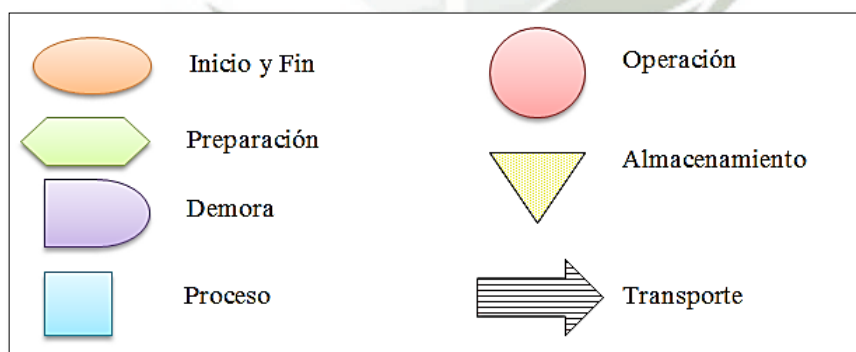 Inicio y Fin
Preparación
Demora
Proceso
Operación
Almacenamiento
Transporte